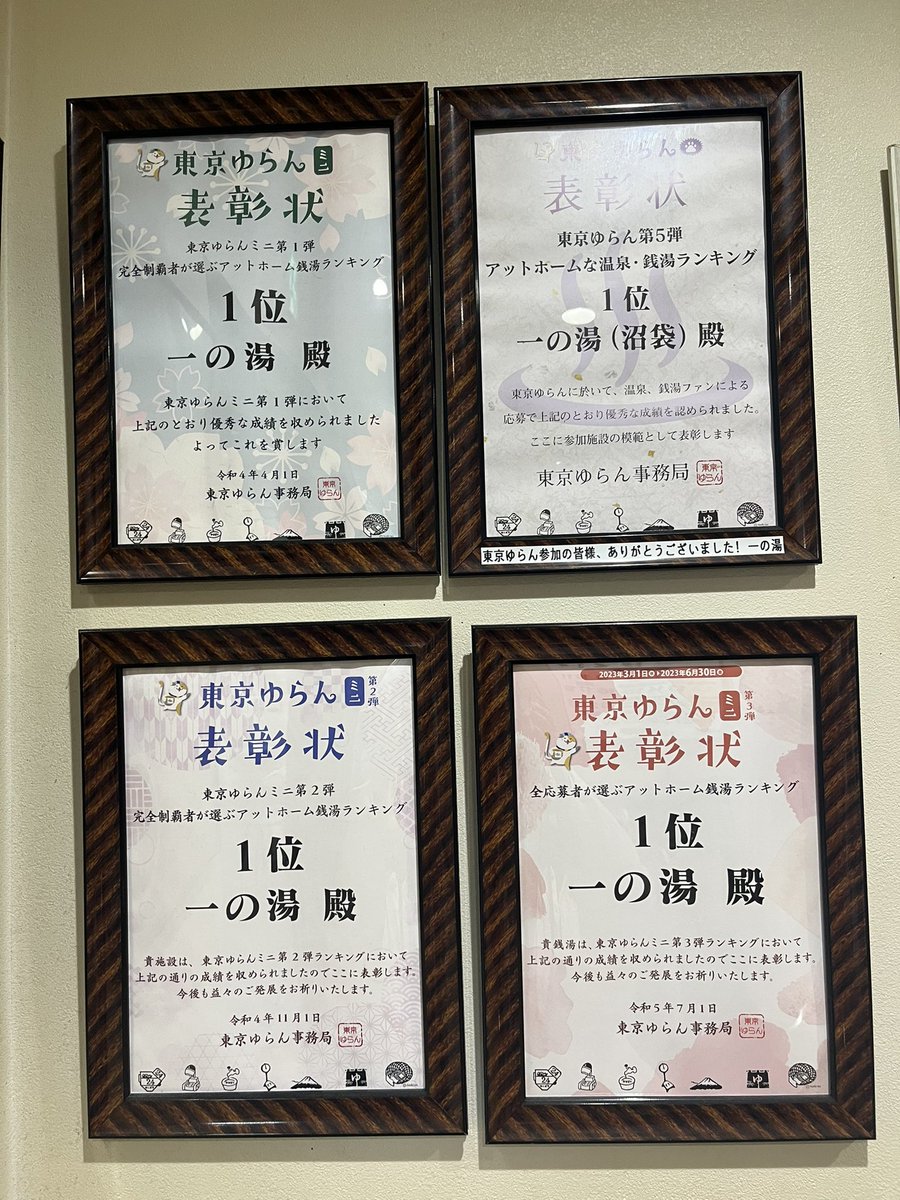 東京ゆらん ミニ
表彰状
東京ゆらんミニ第1弾
完全制覇者が選ぶアットホーム銭湯ランキング
1位
一の湯 殿
東京ゆらんミニ第1弾において
上記のとおり優秀な成績を収められました
よってこれを賞します
令和4年4月1日
東京ゆらん事務局 東京ゆらん
東京ゆらん
表彰状
東京ゆらん第5弾
アットホームな温泉・銭湯ランキング
1位
一の湯(沼袋)殿
東京ゆらんに於いて、温泉、銭湯ファンによる
応募で上記のとおり優秀な成績を認められました。
ここに参加施設の模範として表彰します
東京ゆらん事務局 東京ゆらん
東京ゆらん参加の皆様、ありがとうございました! 一の湯
東京ゆらん ミニ 第2弾
表彰状
東京ゆらんミニ第2弾
完全制覇者が選ぶアットホーム銭湯ランキング
1位
一の湯 殿
貴施設は、東京ゆらんミニ第2弾ランキングにおいて
上記の通りの成績を収められましたのでここに表彰します。
今後も益々のご発展をお祈りいたします。
令和4年11月1日
東京ゆらん事務局 東京ゆらん
2023年3月1日 2023年6月30日
東京ゆらん ミニ 第3弾
表彰状
全応募者が選ぶアットホーム銭湯ランキング
1位
一の湯 殿
貴銭湯は、東京ゆらんミニ第3弾ランキングにおいて
上記の通りの成績を収められましたのでここに表彰します。
今後も益々のご発展をお祈りいたします。
令和5年7月1日
東京ゆらん事務局 東京ゆらん